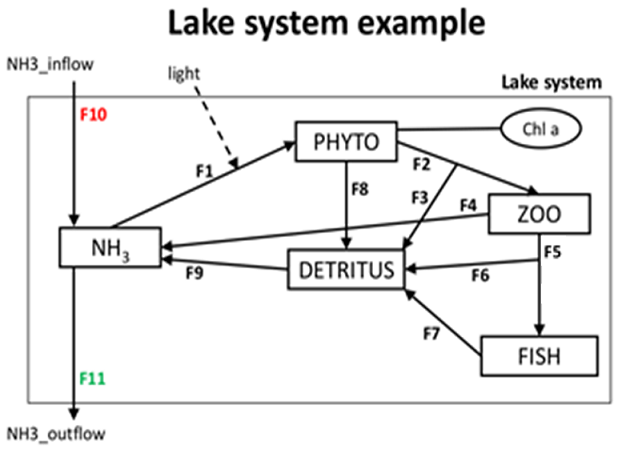 Lake system example
NH3_inflow
light
Lake system
F10
PHYTO
Chl a
F1
F2
F8
F3
F4
ZOO
NH₃
F5
F9
DETRITUS
F6
F7
FISH
F11
NH3_outflow